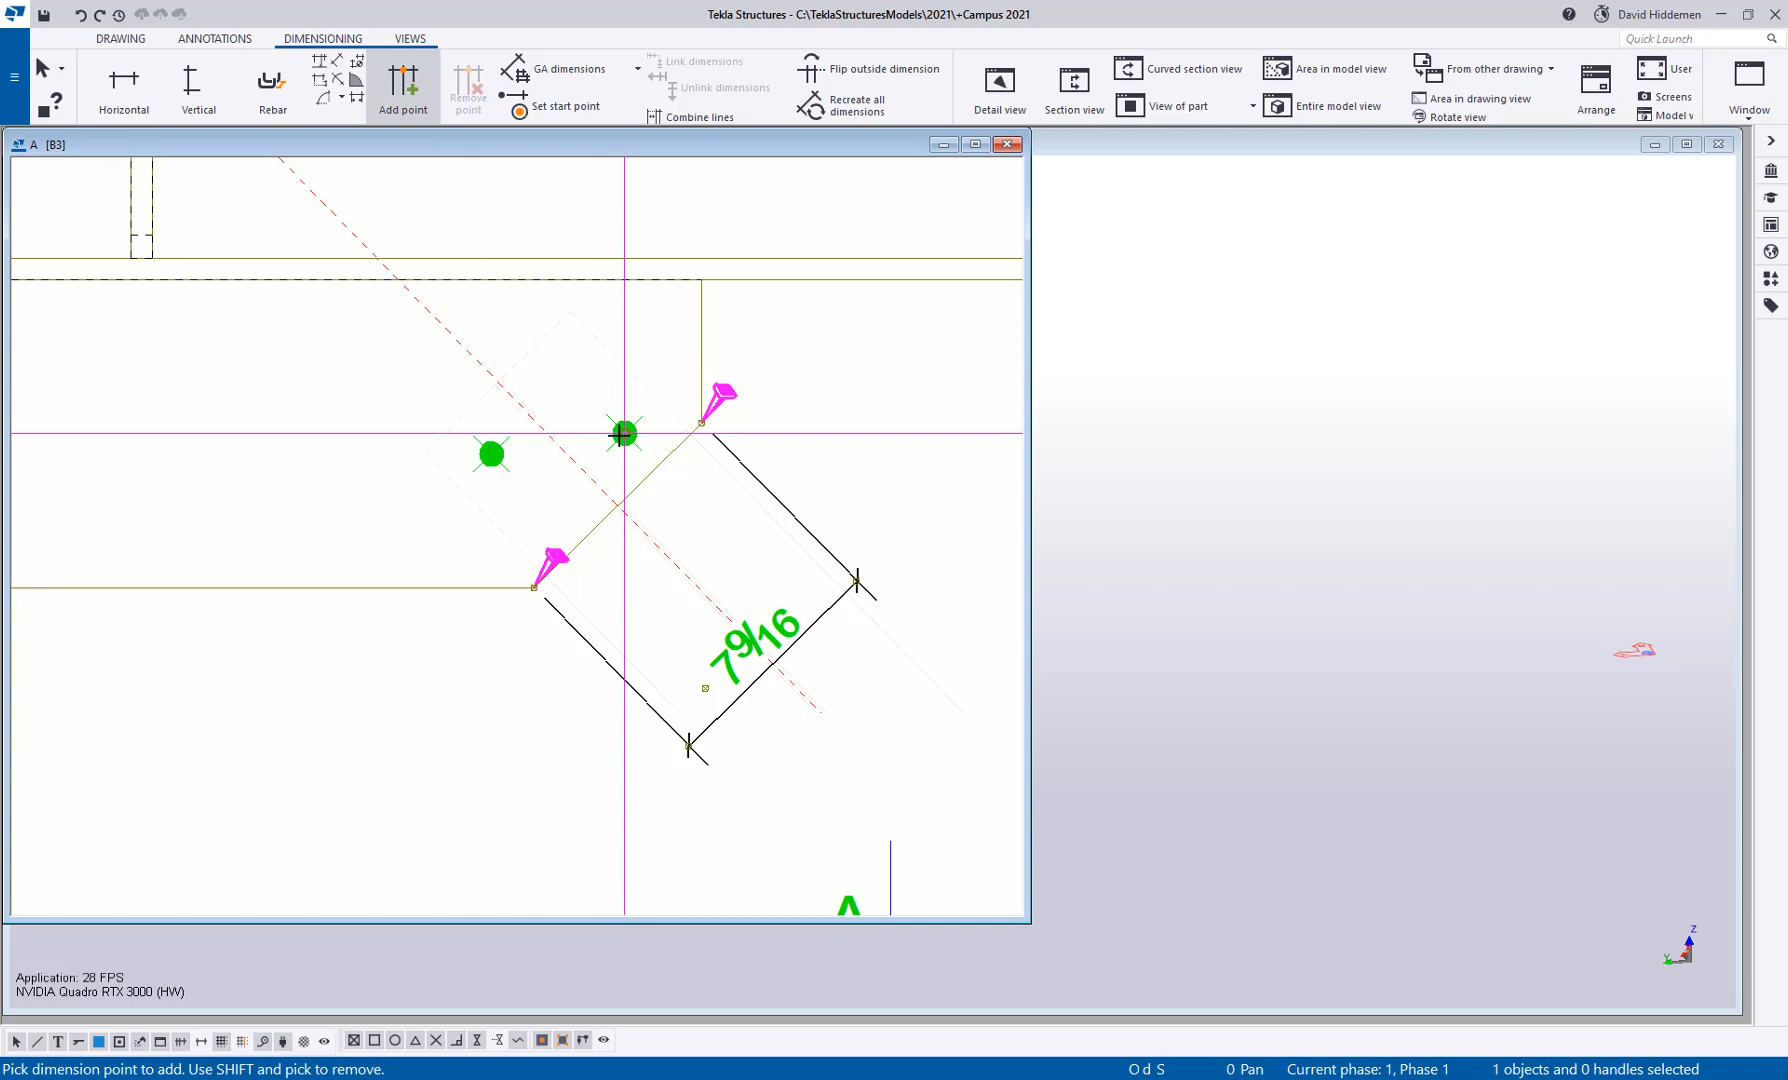 Tekla Structures - C:\TeklaStructuresModels\2021\+Campus 2021
David Hiddemen
DRAWING
ANNOTATIONS
DIMENSIONING
VIEWS
Quick Launch
Horizontal
Vertical
Rebar
Add point
Remove point
GA dimensions
Set start point
Link dimensions
Unlink dimensions
Combine lines
Flip outside dimension
Recreate all dimensions
Detail view
Section view
Curved section view
View of part
Area in model view
Entire model view
From other drawing
Area in drawing view
Rotate view
Arrange
User
Screens
Model v
Window
A [B3]
7 9/16
A
Z
Y
Application: 28 FPS
NVIDIA Quadro RTX 3000 (HW)
Pick dimension point to add. Use SHIFT and pick to remove.
O d S
0 Pan
Current phase: 1, Phase 1
1 objects and 0 handles selected